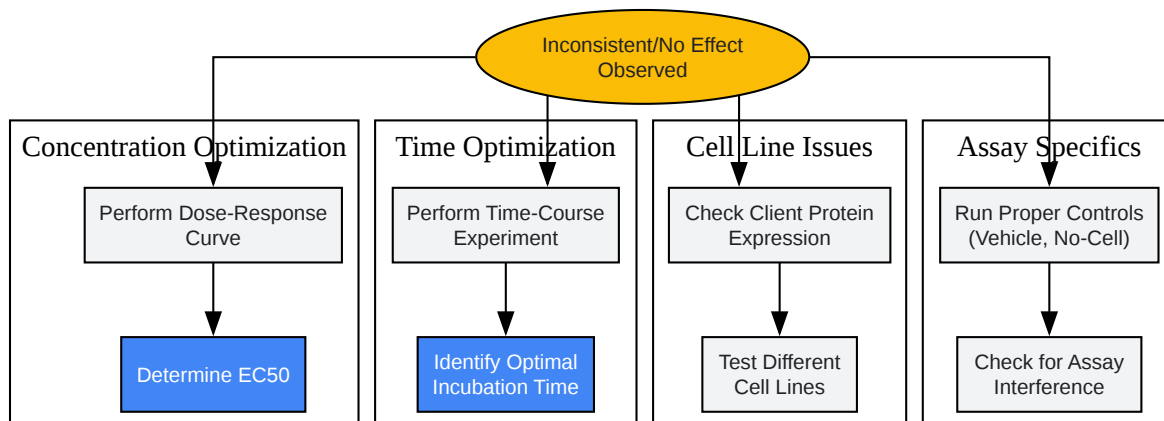 Inconsistent/No Effect
Observed
Concentration Optimization
Perform Dose-Response
Curve
Determine EC50
Time Optimization
Perform Time-Course
Experiment
Identify Optimal
Incubation Time
Cell Line Issues
Check Client Protein
Expression
Test Different
Cell Lines
Assay Specifics
Run Proper Controls
(Vehicle, No-Cell)
Check for Assay
Interference